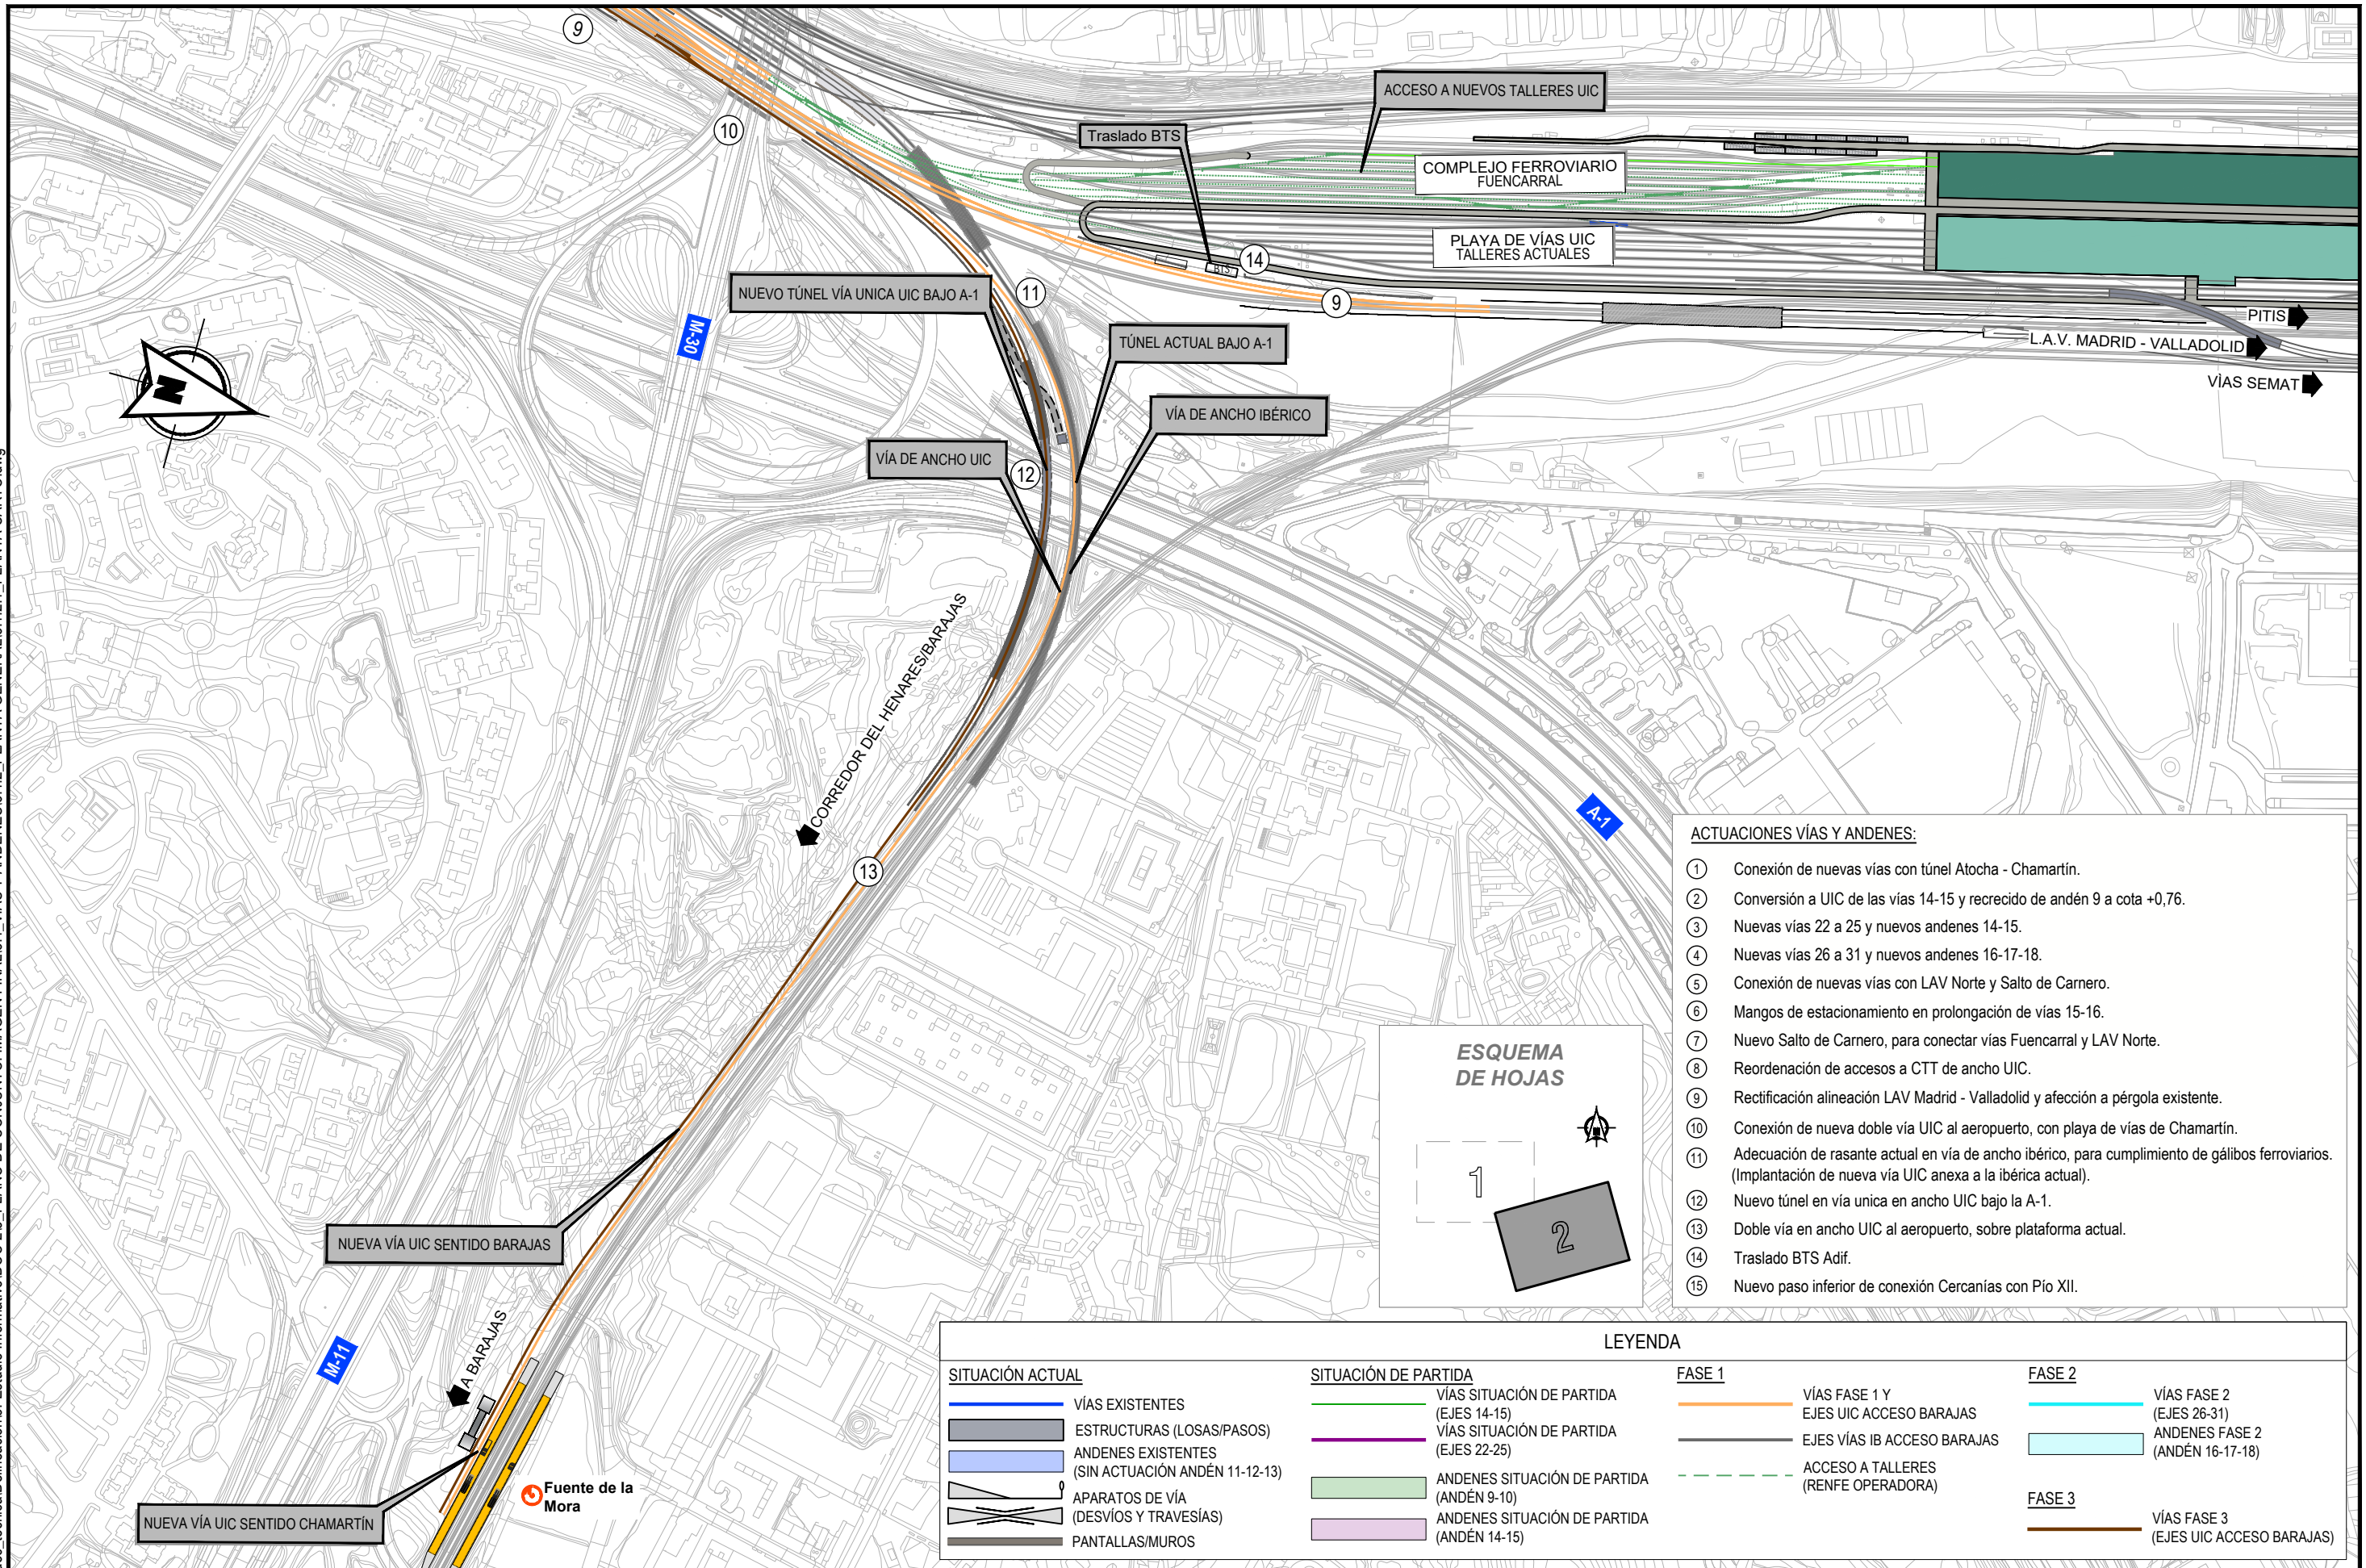 9
10
ACCESO A NUEVOS TALLERES UIC
Traslado BTS
COMPLEJO FERROVIARIO
FUENCARRAL
PLAYA DE VÍAS UIC
TALLERES ACTUALES
BTS
14
9
11
NUEVO TÚNEL VÍA UNICA UIC BAJO A-1
M-30
TÚNEL ACTUAL BAJO A-1
PITIS
L.A.V. MADRID - VALLADOLID
VÌAS SEMAT
N
VÍA DE ANCHO IBÉRICO
VÍA DE ANCHO UIC
12
CORREDOR DEL HENARES/BARAJAS
A-1
13
NUEVA VÍA UIC SENTIDO BARAJAS
M-11
A BARAJAS
Fuente de la
Mora
NUEVA VÍA UIC SENTIDO CHAMARTÍN
ESQUEMA
DE HOJAS
1
2
ACTUACIONES VÍAS Y ANDENES:
1 Conexión de nuevas vías con túnel Atocha - Chamartín.
2 Conversión a UIC de las vías 14-15 y recrecido de andén 9 a cota +0,76.
3 Nuevas vías 22 a 25 y nuevos andenes 14-15.
4 Nuevas vías 26 a 31 y nuevos andenes 16-17-18.
5 Conexión de nuevas vías con LAV Norte y Salto de Carnero.
6 Mangos de estacionamiento en prolongación de vías 15-16.
7 Nuevo Salto de Carnero, para conectar vías Fuencarral y LAV Norte.
8 Reordenación de accesos a CTT de ancho UIC.
9 Rectificación alineación LAV Madrid - Valladolid y afección a pérgola existente.
10 Conexión de nueva doble vía UIC al aeropuerto, con playa de vías de Chamartín.
11 Adecuación de rasante actual en vía de ancho ibérico, para cumplimiento de gálibos ferroviarios.
(Implantación de nueva vía UIC anexa a la ibérica actual).
12 Nuevo túnel en vía unica en ancho UIC bajo la A-1.
13 Doble vía en ancho UIC al aeropuerto, sobre plataforma actual.
14 Traslado BTS Adif.
15 Nuevo paso inferior de conexión Cercanías con Pío XII.
LEYENDA
SITUACIÓN ACTUAL
VÍAS EXISTENTES
ESTRUCTURAS (LOSAS/PASOS)
ANDENES EXISTENTES
(SIN ACTUACIÓN ANDÉN 11-12-13)
APARATOS DE VÍA
(DESVÍOS Y TRAVESÍAS)
PANTALLAS/MUROS
SITUACIÓN DE PARTIDA
VÍAS SITUACIÓN DE PARTIDA
(EJES 14-15)
VÍAS SITUACIÓN DE PARTIDA
(EJES 22-25)
ANDENES SITUACIÓN DE PARTIDA
(ANDÉN 9-10)
ANDENES SITUACIÓN DE PARTIDA
(ANDÉN 14-15)
FASE 1
VÍAS FASE 1 Y
EJES UIC ACCESO BARAJAS
EJES VÍAS IB ACCESO BARAJAS
ACCESO A TALLERES
(RENFE OPERADORA)
FASE 2
VÍAS FASE 2
(EJES 26-31)
ANDENES FASE 2
(ANDÉN 16-17-18)
FASE 3
VÍAS FASE 3
(EJES UIC ACCESO BARAJAS)